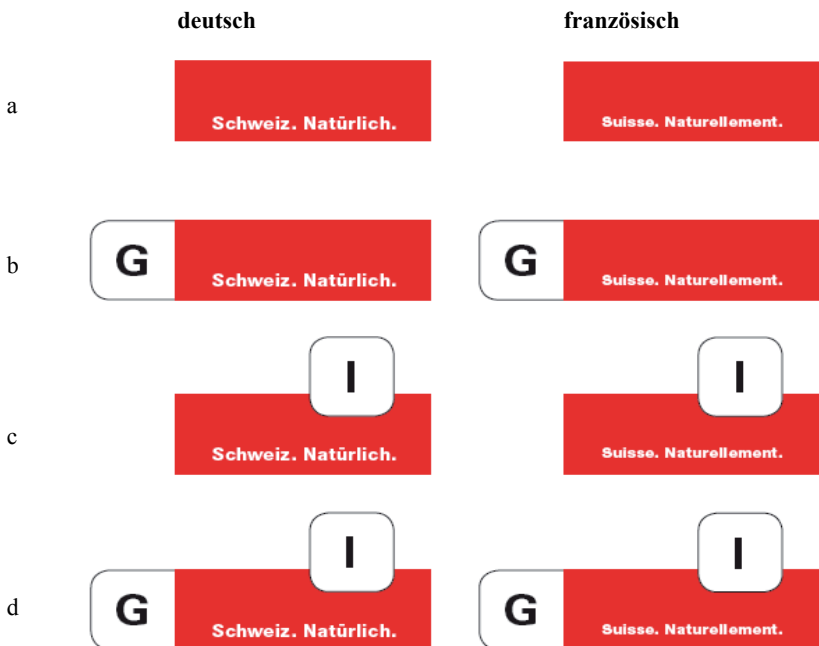 deutsch französisch
a Schweiz. Natürlich. Suisse. Naturellement.
b G Schweiz. Natürlich. G Suisse. Naturellement.
I I
c Schweiz. Natürlich. Suisse. Naturellement.
I I
d G Schweiz. Natürlich. G Suisse. Naturellement.